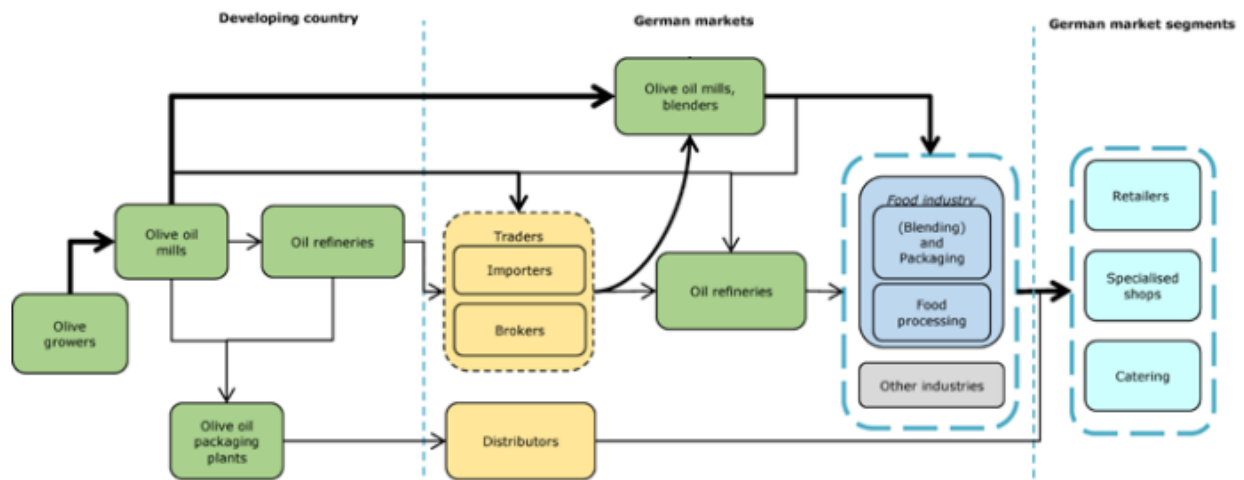 Developing country
German markets
German market segments
Olive oil mills,
blenders
Olive oil
mills
Oil refineries
Olive
growers
Olive oil
packaging
plants
Traders
Importers
Brokers
Distributors
Oil refineries
Food industry
(Blending)
and
Packaging
Food
processing
Other industries
Retailers
Specialised
shops
Catering